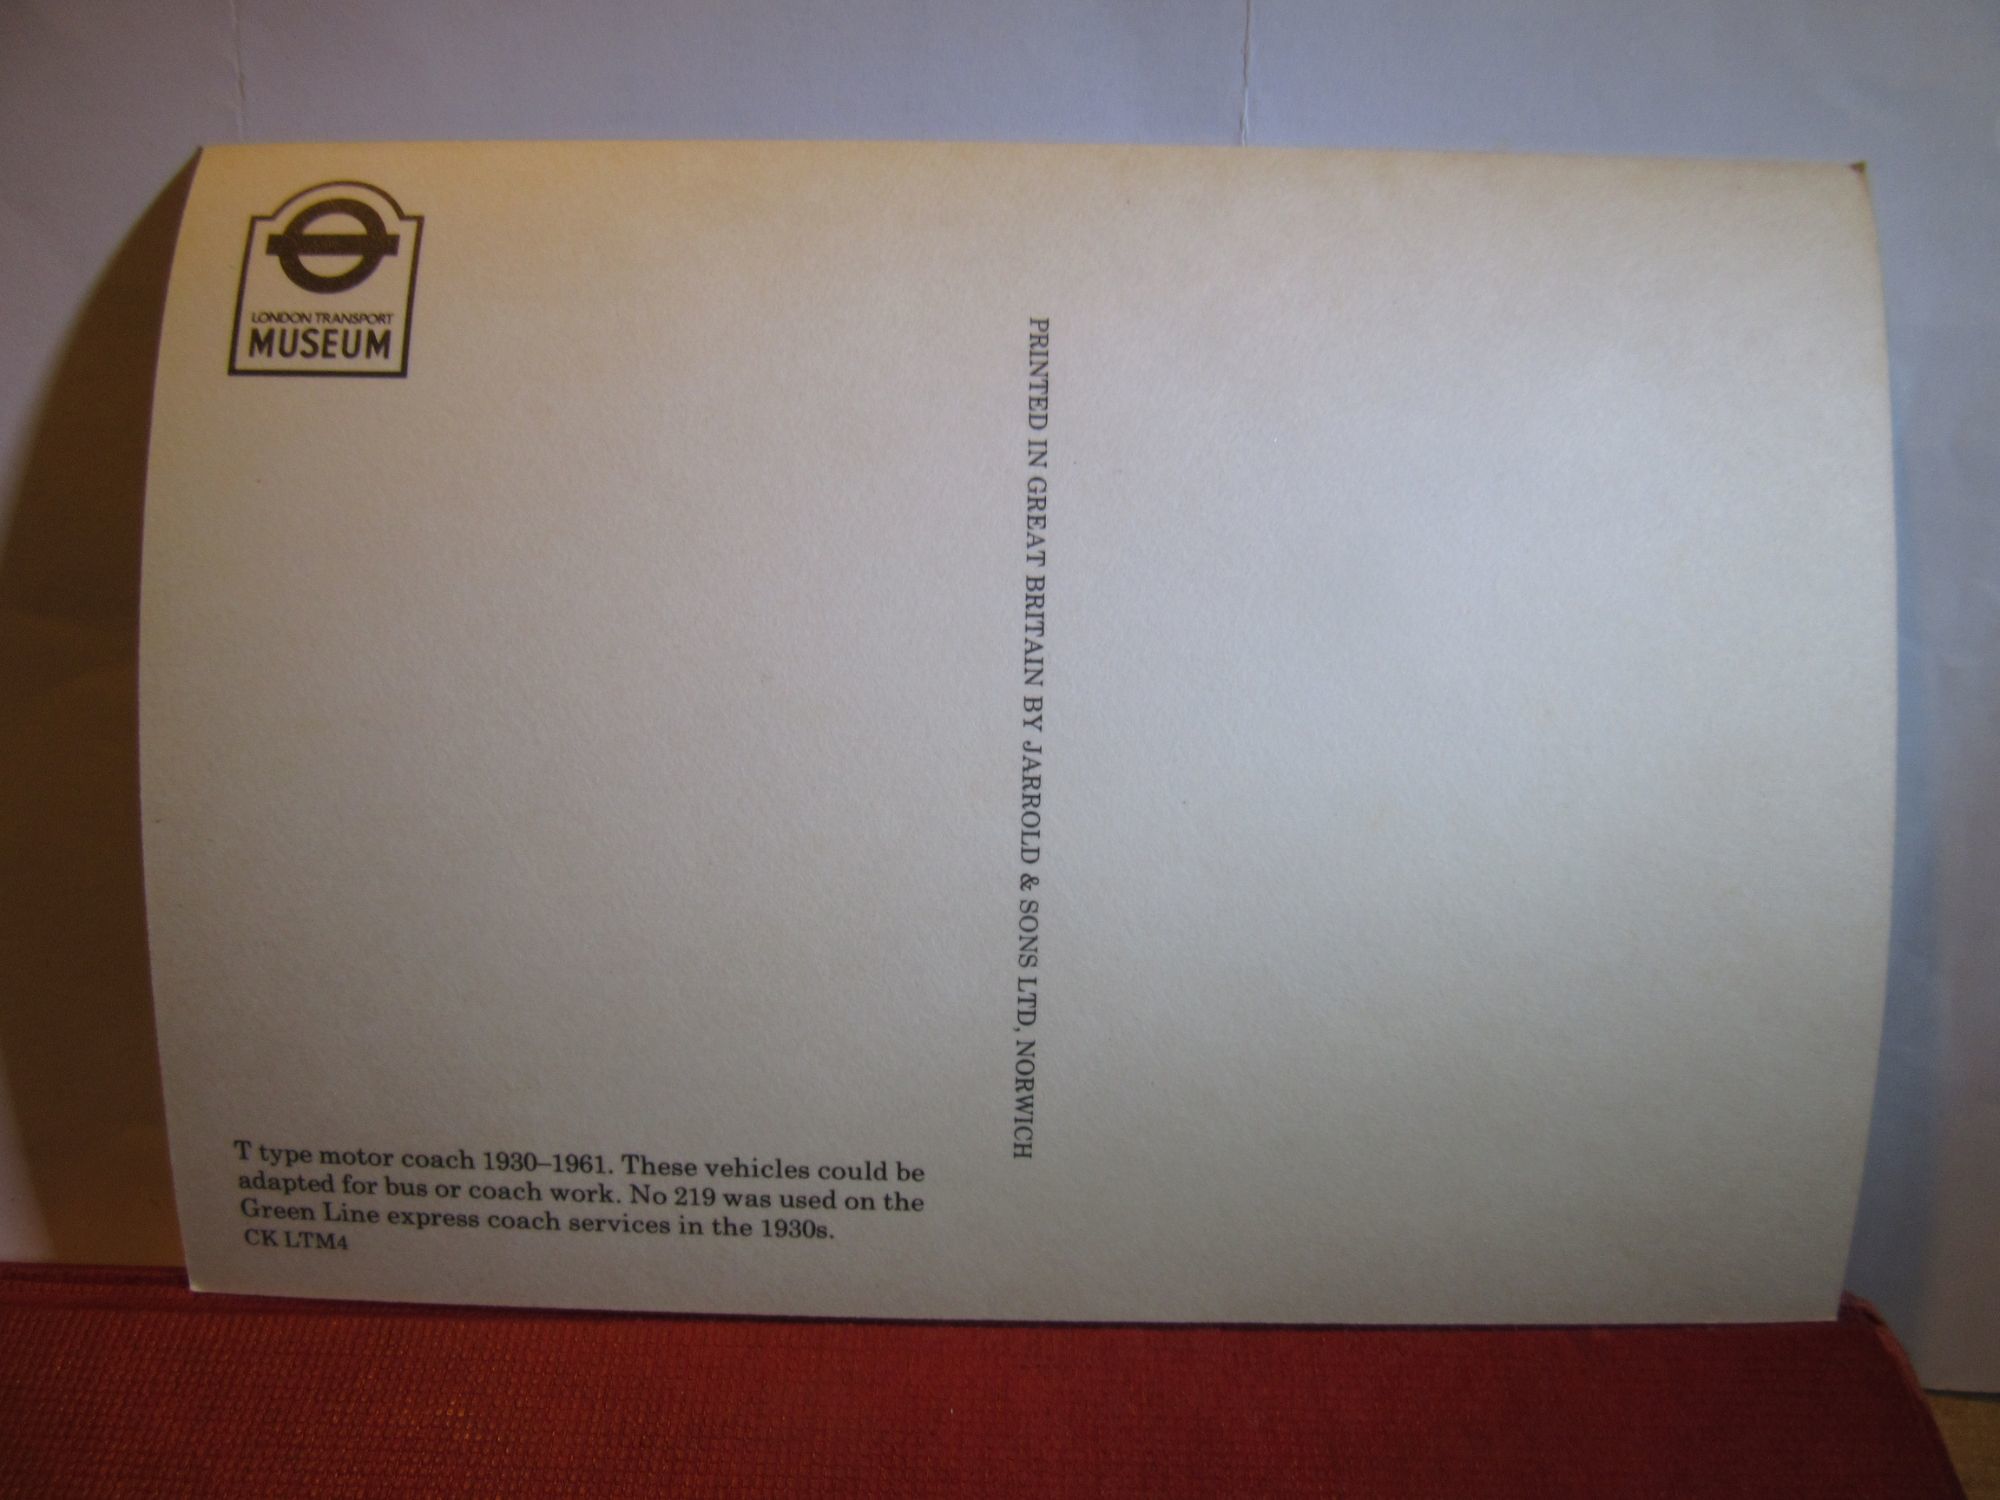 LONDON TRANSPORT
MUSEUM
PRINTED IN GREAT BRITAIN BY JARROLD & SONS LTD, NORWICH
T type motor coach 1930–1961. These vehicles could be
adapted for bus or coach work. No 219 was used on the
Green Line express coach services in the 1930s.
CK LTM4